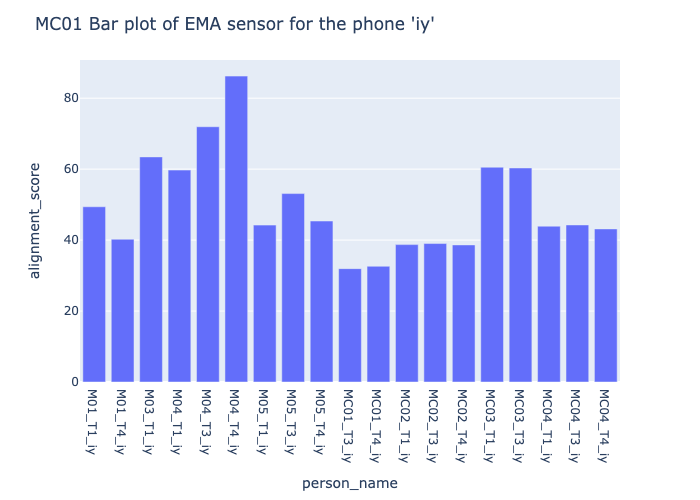 MC01 Bar plot of EMA sensor for the phone 'iy'
alignment_score
80
60
40
20
0
M01_T1_iy
M01_T4_iy
M03_T1_iy
M04_T1_iy
M04_T3_iy
M04_T4_iy
M05_T1_iy
M05_T3_iy
M05_T4_iy
MC01_T3_iy
MC01_T4_iy
MC02_T1_iy
MC02_T3_iy
MC02_T4_iy
MC03_T1_iy
MC03_T3_iy
MC04_T1_iy
MC04_T3_iy
MC04_T4_iy
person_name